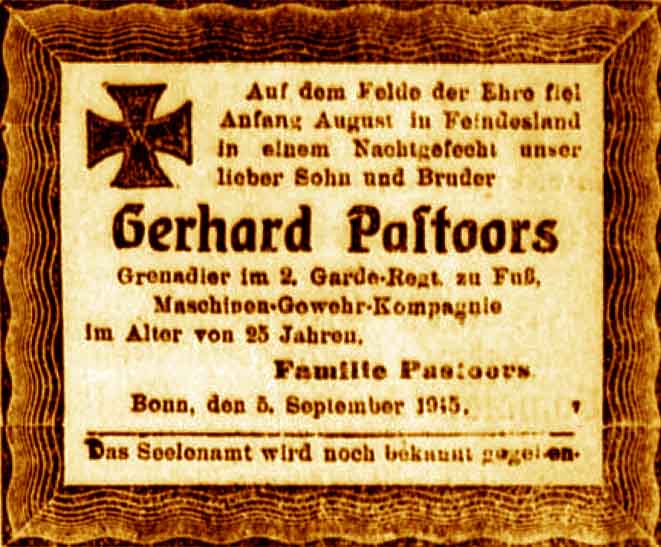 Auf dem Felde der Ehre fiel
Anfang August in Feindesland
in einem Nachtgefecht unser
lieber Sohn und Bruder
Gerhard Paſtoors
Grenadier im 2. Garde-Regt. zu Fuß,
Maschinen-Gewehr-Kompagnie
im Alter von 25 Jahren.
Familie Pastoors
Bonn, den 5. September 1915.
Das Seelenamt wird noch bekannt gegeben.